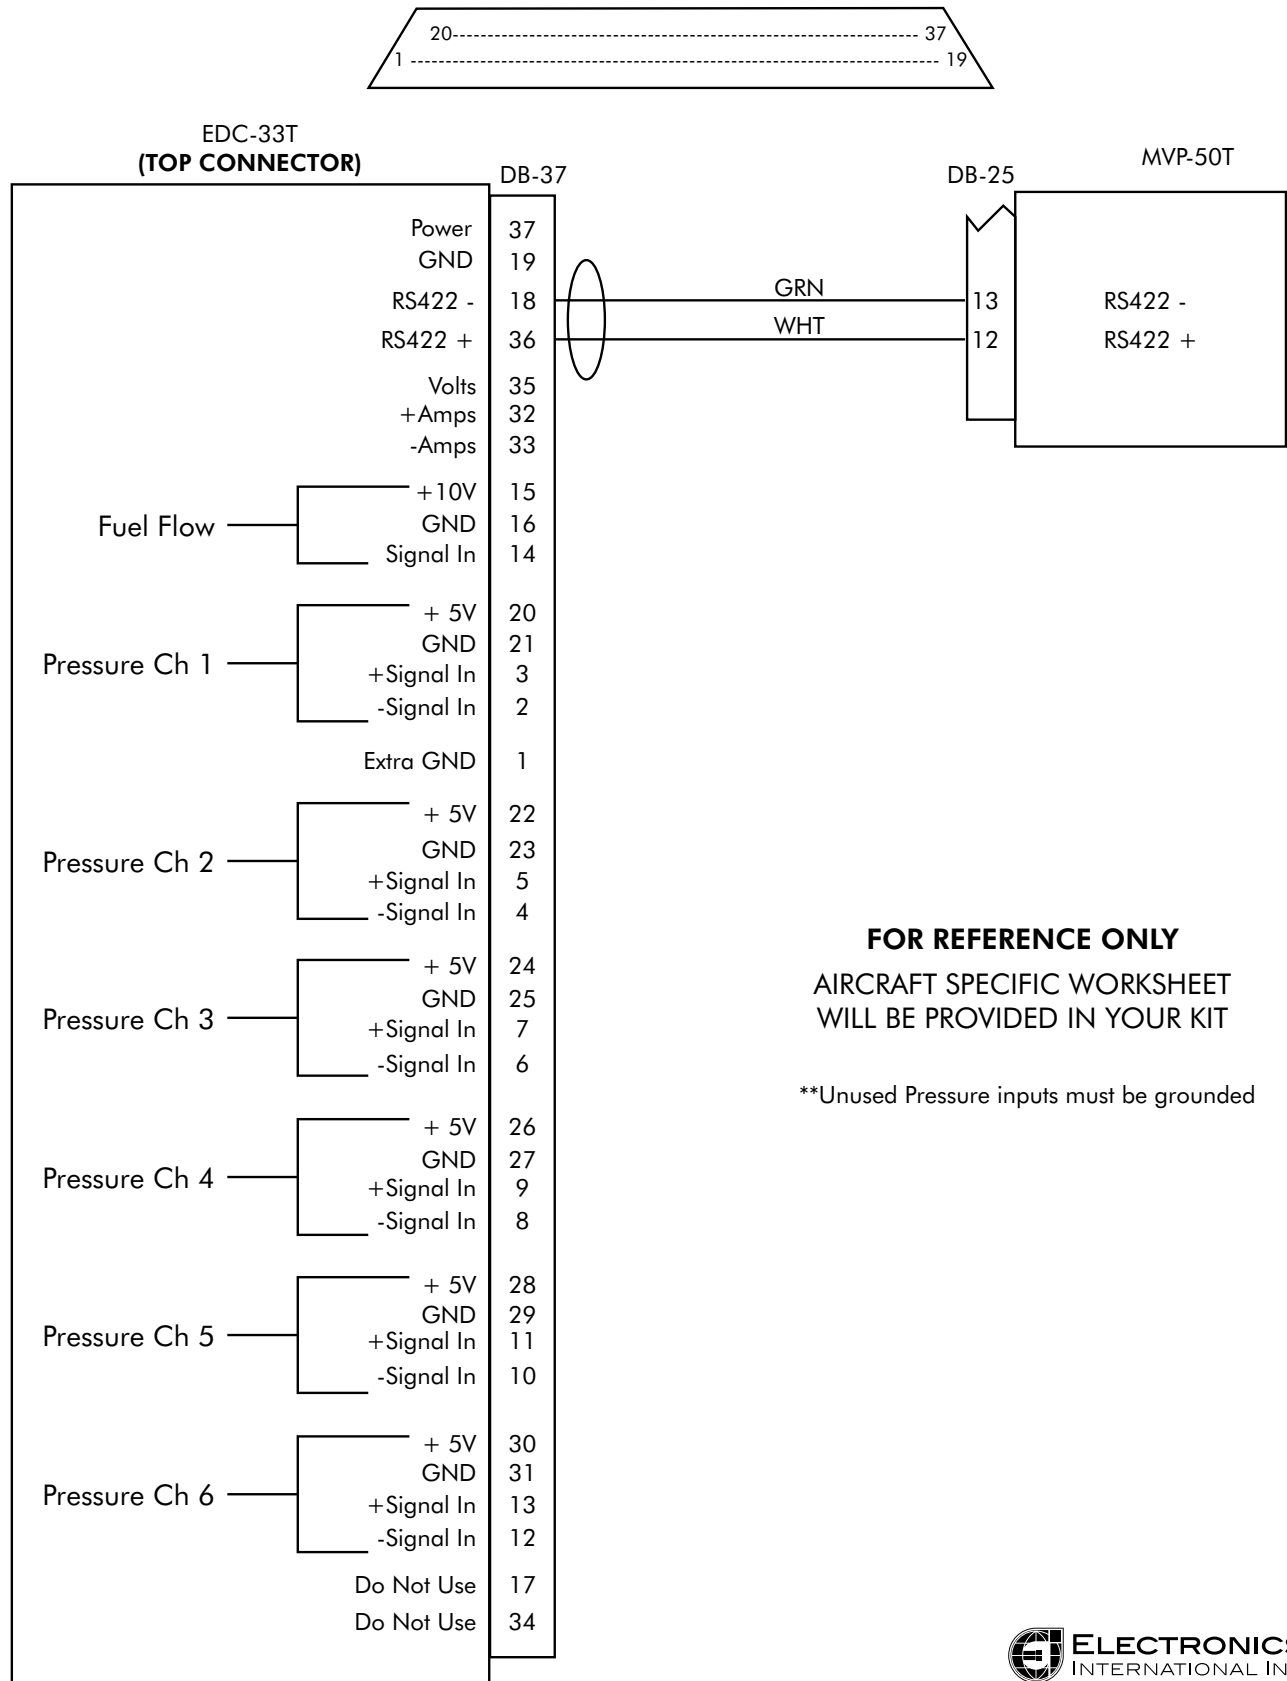 20 37
1 19
EDC-33T
(TOP CONNECTOR)
DB-37
DB-25
MVP-50T
Power 37
GND 19
RS422 - 18 GRN 13 RS422 -
RS422 + 36 WHT 12 RS422 +
Volts 35
+Amps 32
-Amps 33
Fuel Flow
+10V 15
GND 16
Signal In 14
Pressure Ch 1
+ 5V 20
GND 21
+Signal In 3
-Signal In 2
Extra GND 1
Pressure Ch 2
+ 5V 22
GND 23
+Signal In 5
-Signal In 4
Pressure Ch 3
+ 5V 24
GND 25
+Signal In 7
-Signal In 6
Pressure Ch 4
+ 5V 26
GND 27
+Signal In 9
-Signal In 8
Pressure Ch 5
+ 5V 28
GND 29
+Signal In 11
-Signal In 10
Pressure Ch 6
+ 5V 30
GND 31
+Signal In 13
-Signal In 12
Do Not Use 17
Do Not Use 34
FOR REFERENCE ONLY
AIRCRAFT SPECIFIC WORKSHEET
WILL BE PROVIDED IN YOUR KIT
**Unused Pressure inputs must be grounded
ELECTRONICS
INTERNATIONAL IN